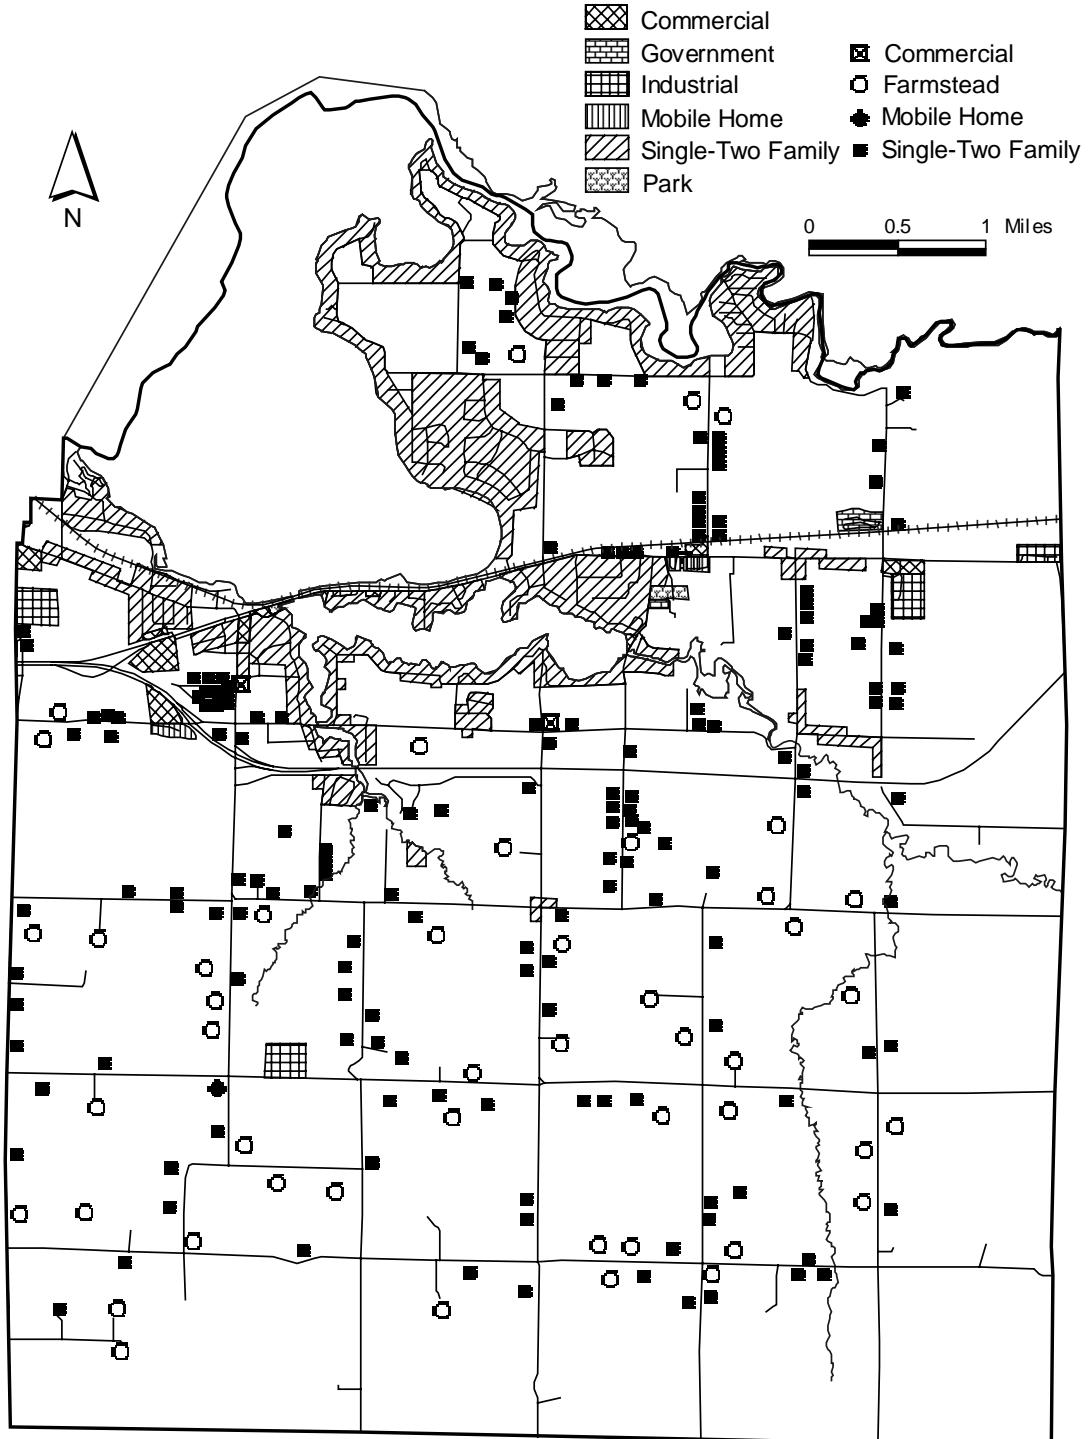 Commercial
Government
Commercial
Industrial
Farmstead
Mobile Home
Mobile Home
Single-Two Family
Single-Two Family
Park
N
0 0.5 1 Miles